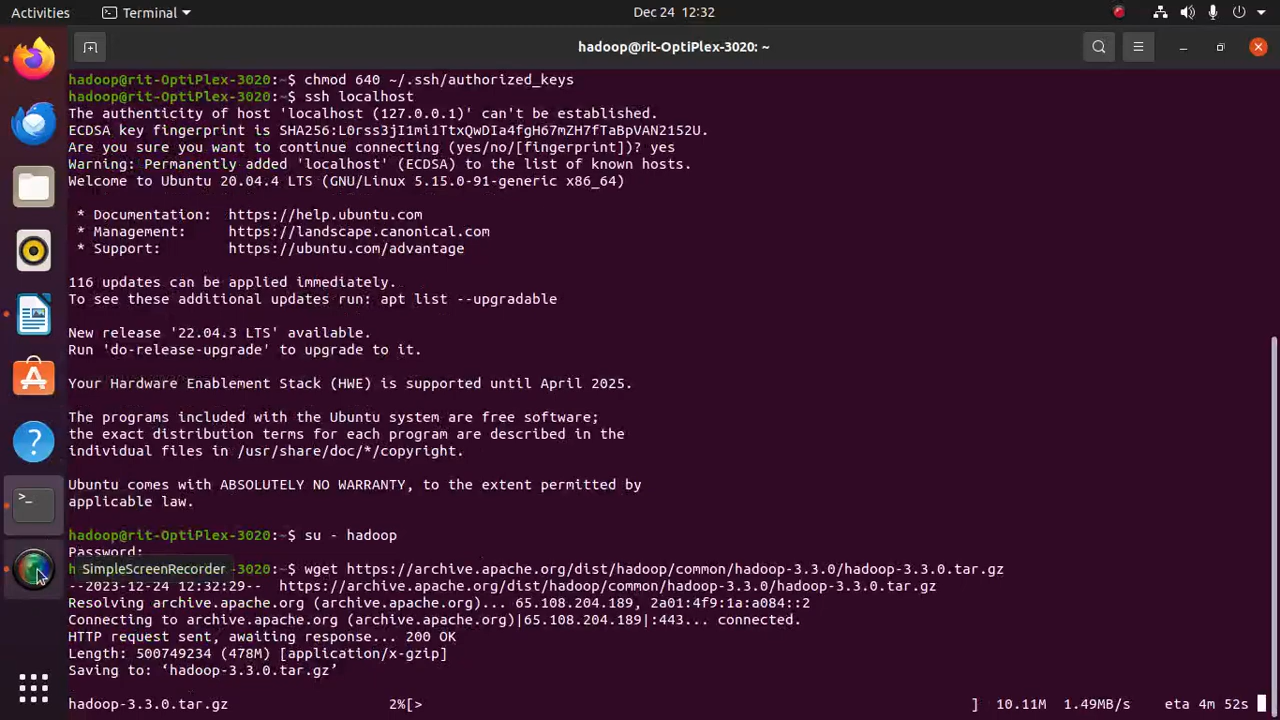 Activities
Terminal
Dec 24 12:32
hadoop@rit-OptiPlex-3020: ~
hadoop@rit-OptiPlex-3020:~$ chmod 640 ~/.ssh/authorized_keys
hadoop@rit-OptiPlex-3020:~$ ssh localhost
The authenticity of host 'localhost (127.0.0.1)' can't be established.
ECDSA key fingerprint is SHA256:L0rss3jI1mi1TtxQwDIa4fgH67mZH7fTaBpVAN2152U.
Are you sure you want to continue connecting (yes/no/[fingerprint])? yes
Warning: Permanently added 'localhost' (ECDSA) to the list of known hosts.
Welcome to Ubuntu 20.04.4 LTS (GNU/Linux 5.15.0-91-generic x86_64)
* Documentation: https://help.ubuntu.com
* Management: https://landscape.canonical.com
* Support: https://ubuntu.com/advantage
116 updates can be applied immediately.
To see these additional updates run: apt list --upgradable
New release '22.04.3 LTS' available.
Run 'do-release-upgrade' to upgrade to it.
Your Hardware Enablement Stack (HWE) is supported until April 2025.
The programs included with the Ubuntu system are free software;
the exact distribution terms for each program are described in the
individual files in /usr/share/doc/*/copyright.
Ubuntu comes with ABSOLUTELY NO WARRANTY, to the extent permitted by
applicable law.
hadoop@rit-OptiPlex-3020:~$ su - hadoop
Password:
SimpleScreenRecorder
-3020:~$ wget https://archive.apache.org/dist/hadoop/common/hadoop-3.3.0/hadoop-3.3.0.tar.gz
--2023-12-24 12:32:29-- https://archive.apache.org/dist/hadoop/common/hadoop-3.3.0/hadoop-3.3.0.tar.gz
Resolving archive.apache.org (archive.apache.org)... 65.108.204.189, 2a01:4f9:1a:a084::2
Connecting to archive.apache.org (archive.apache.org)|65.108.204.189|:443... connected.
HTTP request sent, awaiting response... 200 OK
Length: 500749234 (478M) [application/x-gzip]
Saving to: ‘hadoop-3.3.0.tar.gz’
hadoop-3.3.0.tar.gz 2%[> ] 10.11M 1.49MB/s eta 4m 52s